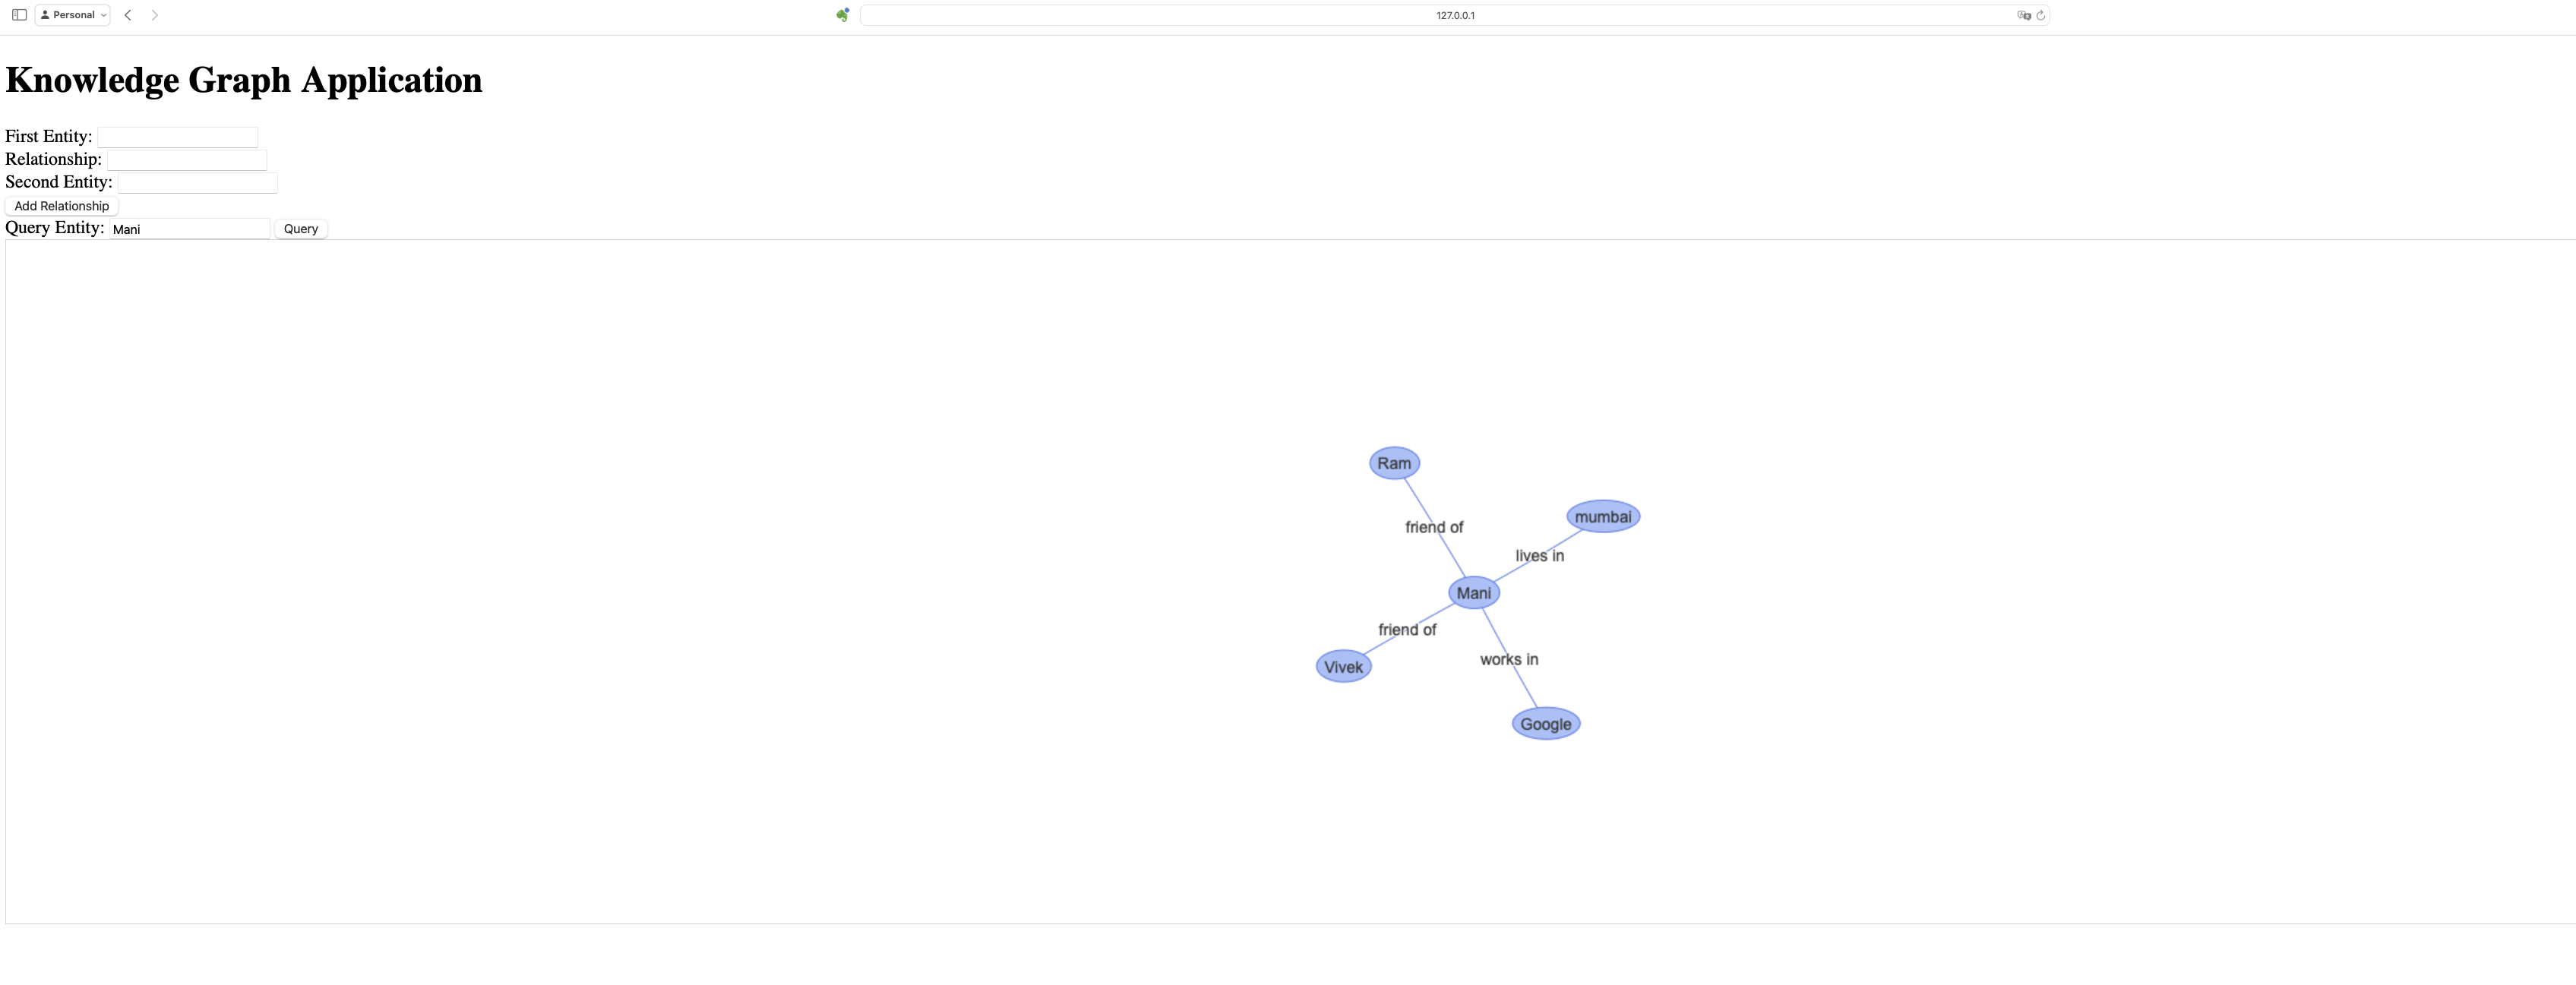 Personal
127.0.0.1
Knowledge Graph Application
First Entity:
Relationship:
Second Entity:
Add Relationship
Query Entity: Mani Query
Ram
mumbai
friend of
lives in
Mani
friend of
works in
Vivek
Google